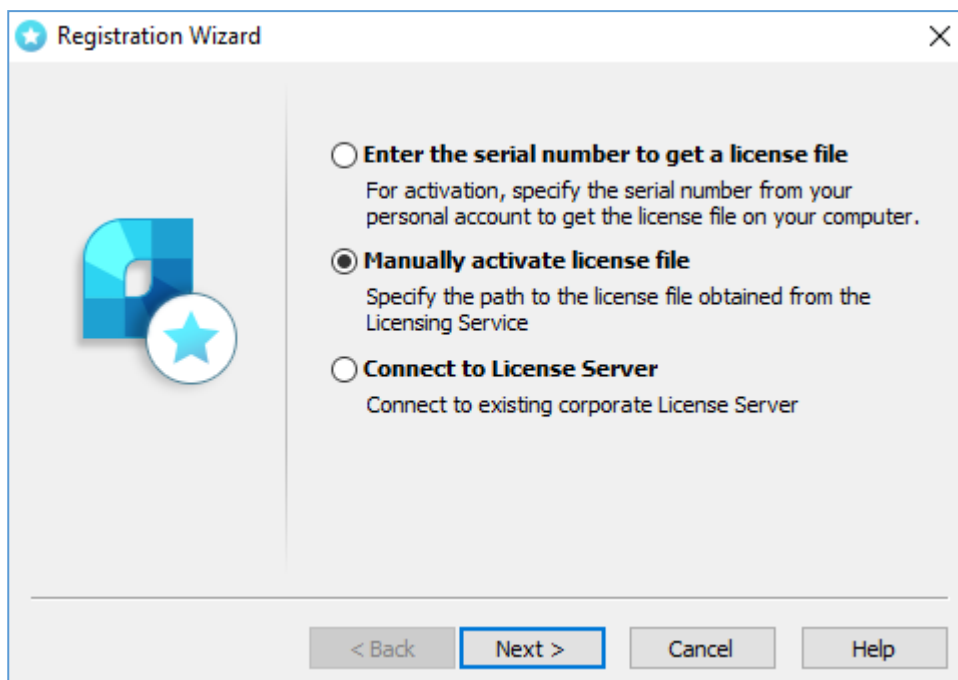 Registration Wizard
Enter the serial number to get a license file
For activation, specify the serial number from your
personal account to get the license file on your computer.
Manually activate license file
Specify the path to the license file obtained from the
Licensing Service
Connect to License Server
Connect to existing corporate License Server
< Back
Next >
Cancel
Help